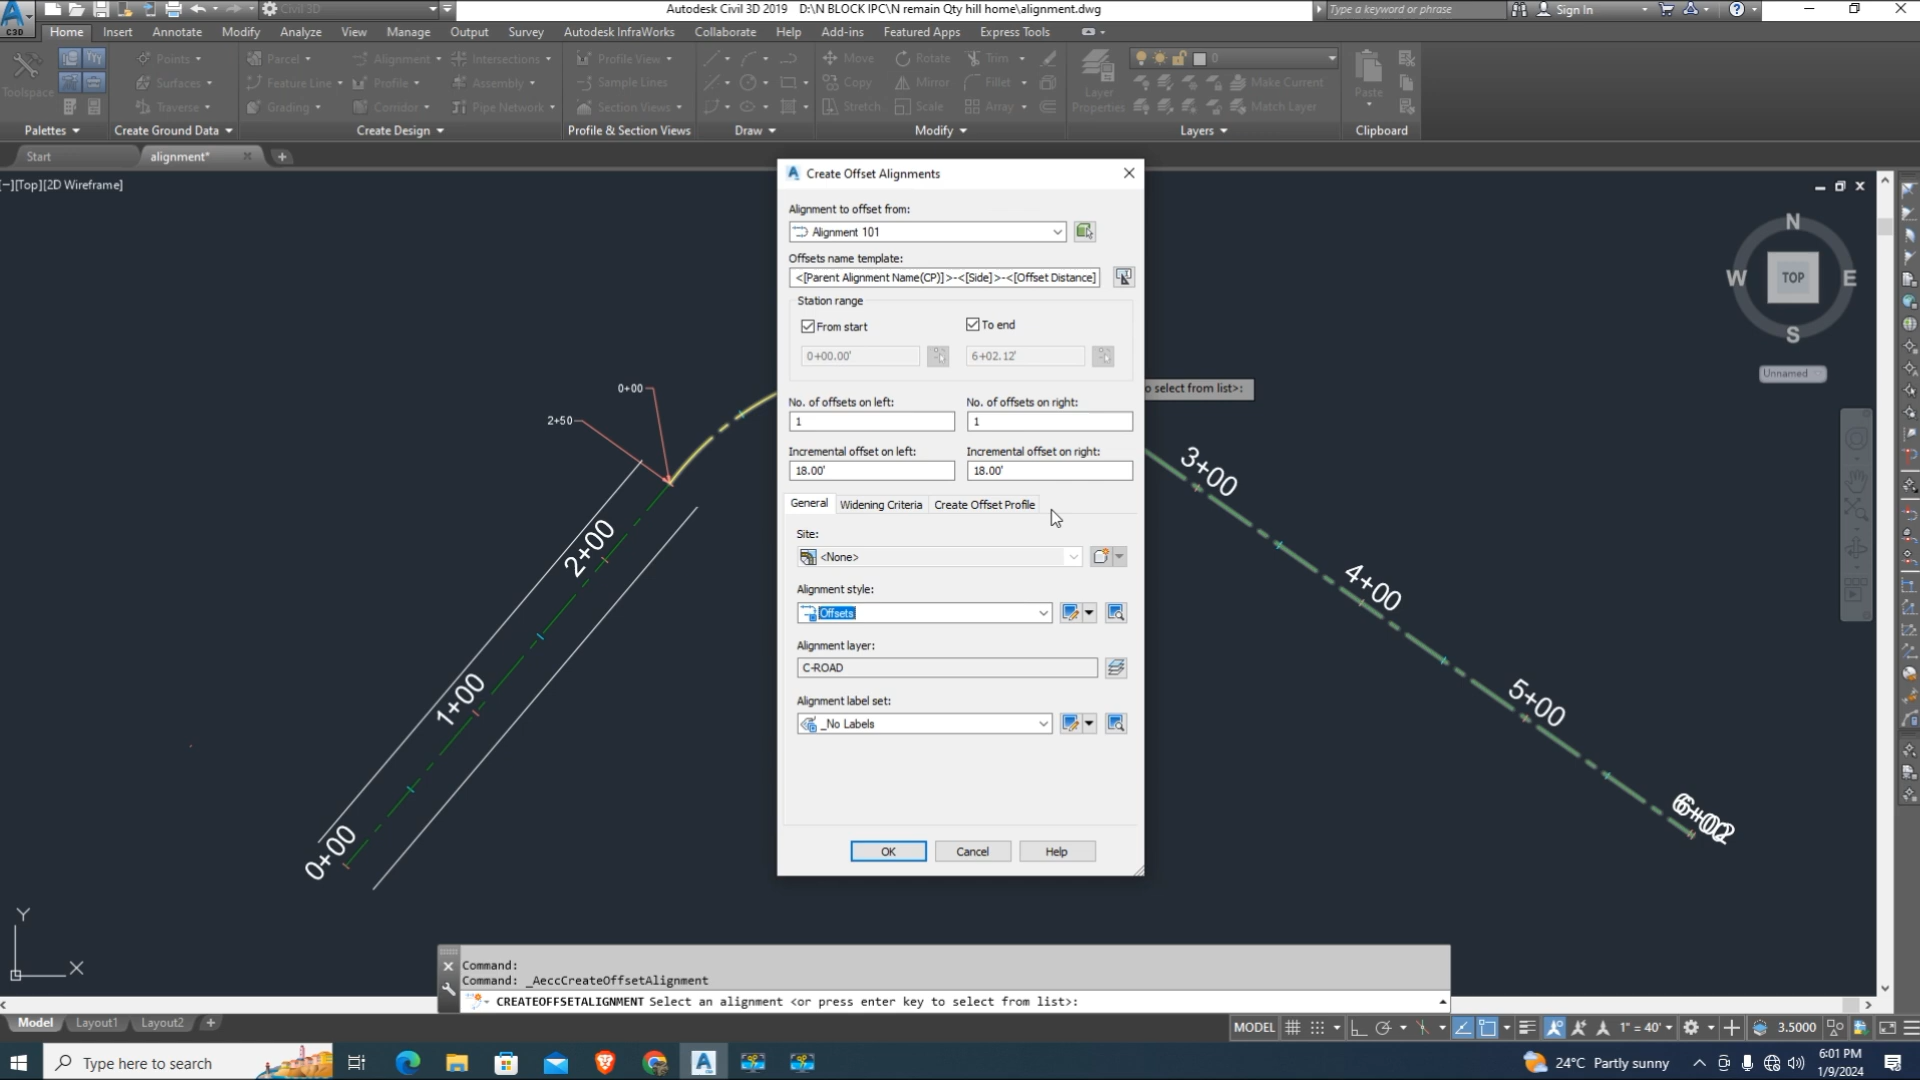 Civil 3D
Autodesk Civil 3D 2019 D:\N BLOCK IPC\N remain Qty hill home\alignment.dwg
Type a keyword or phrase
Sign In
C3D
Home Insert Annotate Modify Analyze View Manage Output Survey Autodesk InfraWorks Collaborate Help Add-ins Featured Apps Express Tools
Toolspace
Points
Surfaces
Traverse
Parcel
Feature Line
Grading
Alignment
Profile
Corridor
Intersections
Assembly
Pipe Network
Profile View
Sample Lines
Section Views
Move
Copy
Stretch
Rotate
Mirror
Scale
Trim
Fillet
Array
Layer
Properties
0
Make Current
Match Layer
Paste
Palettes Create Ground Data Create Design Profile & Section Views Draw Modify Layers Clipboard
Start alignment*
[−][Top][2D Wireframe]
N
W TOP E
S
Unnamed
Create Offset Alignments
Alignment to offset from:
Alignment 101
Offsets name template:
<[Parent Alignment Name(CP)]>-<[Side]>-<[Offset Distance]
Station range
From start To end
0+00.00' 6+02.12'
No. of offsets on left: No. of offsets on right:
1 1
Incremental offset on left: Incremental offset on right:
18.00' 18.00'
General Widening Criteria Create Offset Profile
Site:
<None>
Alignment style:
Offsets
Alignment layer:
C-ROAD
Alignment label set:
_No Labels
OK Cancel Help
o select from list>:
0+00
2+50
0+00
1+00
2+00
3+00
4+00
5+00
Y
X
Command:
Command: _AeccCreateOffsetAlignment
CREATEOFFSETALIGNMENT Select an alignment <or press enter key to select from list>:
Model Layout1 Layout2
MODEL 1" = 40' 3.5000
Type here to search
24°C Partly sunny
6:01 PM
1/9/2024